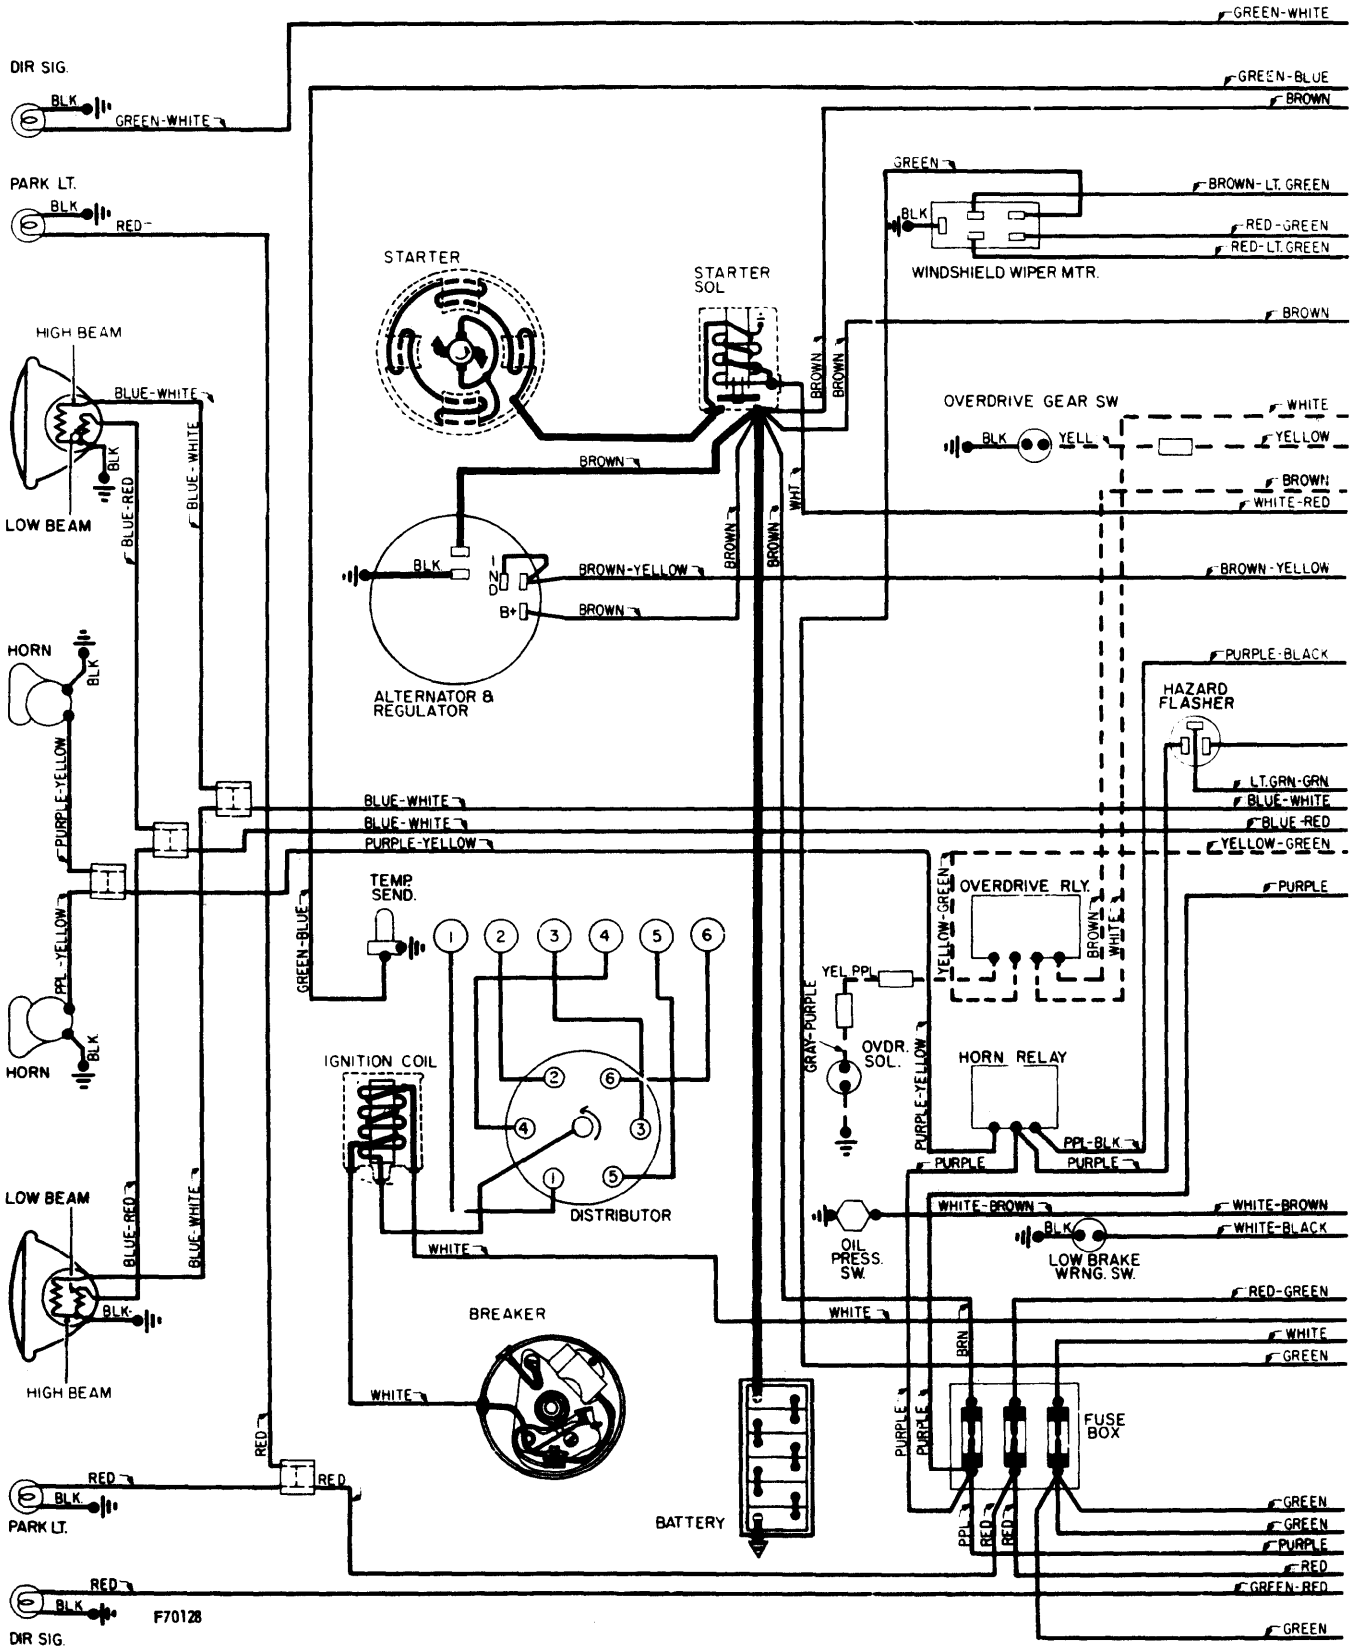 GREEN-WHITE
DIR SIG.
GREEN-BLUE
BLK
BROWN
GREEN-WHITE
GREEN
PARK LT.
BROWN-LT. GREEN
BLK
BLK
RED
RED-GREEN
RED-LT.GREEN
STARTER
STARTER
SOL
WINDSHIELD WIPER MTR.
BROWN
HIGH BEAM
BROWN
BROWN
BLUE-WHITE
OVERDRIVE GEAR SW
WHITE
BLK
YELL
YELLOW
BLUE-WHITE
BLK
BROWN
BROWN
WHT
WHITE-RED
LOW BEAM
BLUE-RED
BROWN
BROWN
BLK
I
N
D
BROWN-YELLOW
BROWN-YELLOW
B+
BROWN
HORN
BLK
PURPLE-BLACK
ALTERNATOR &
REGULATOR
HAZARD
FLASHER
PURPLE-YELLOW
LT.GRN-GRN
BLUE-WHITE
BLUE-WHITE
BLUE-WHITE
BLUE-RED
PURPLE-YELLOW
YELLOW-GREEN
TEMP.
SEND.
OVERDRIVE RLY.
PURPLE
YELLOW-GREEN
BROWN
WHITE
PPL-YELLOW
GREEN-BLUE
1
2
3
4
5
6
YEL PPL
GRAY-PURPLE
BLK
HORN
IGNITION COIL
OVDR.
SOL.
HORN RELAY
PURPLE-YELLOW
2
6
4
3
1
5
PPL-BLK
PURPLE
PURPLE
LOW BEAM
BLUE-RED
BLUE-WHITE
DISTRIBUTOR
WHITE-BROWN
WHITE-BROWN
BLK
WHITE-BLACK
OIL
PRESS.
SW.
LOW BRAKE
WRNG. SW.
WHITE
RED-GREEN
BLK
BREAKER
WHITE
BRN
WHITE
GREEN
HIGH BEAM
WHITE
PURPLE
PURPLE
FUSE
BOX
RED
RED
RED
BLK
PARK LT.
BATTERY
PPL
RED
RED
GREEN
GREEN
PURPLE
RED
RED
GREEN-RED
BLK
F70128
GREEN
DIR SIG.